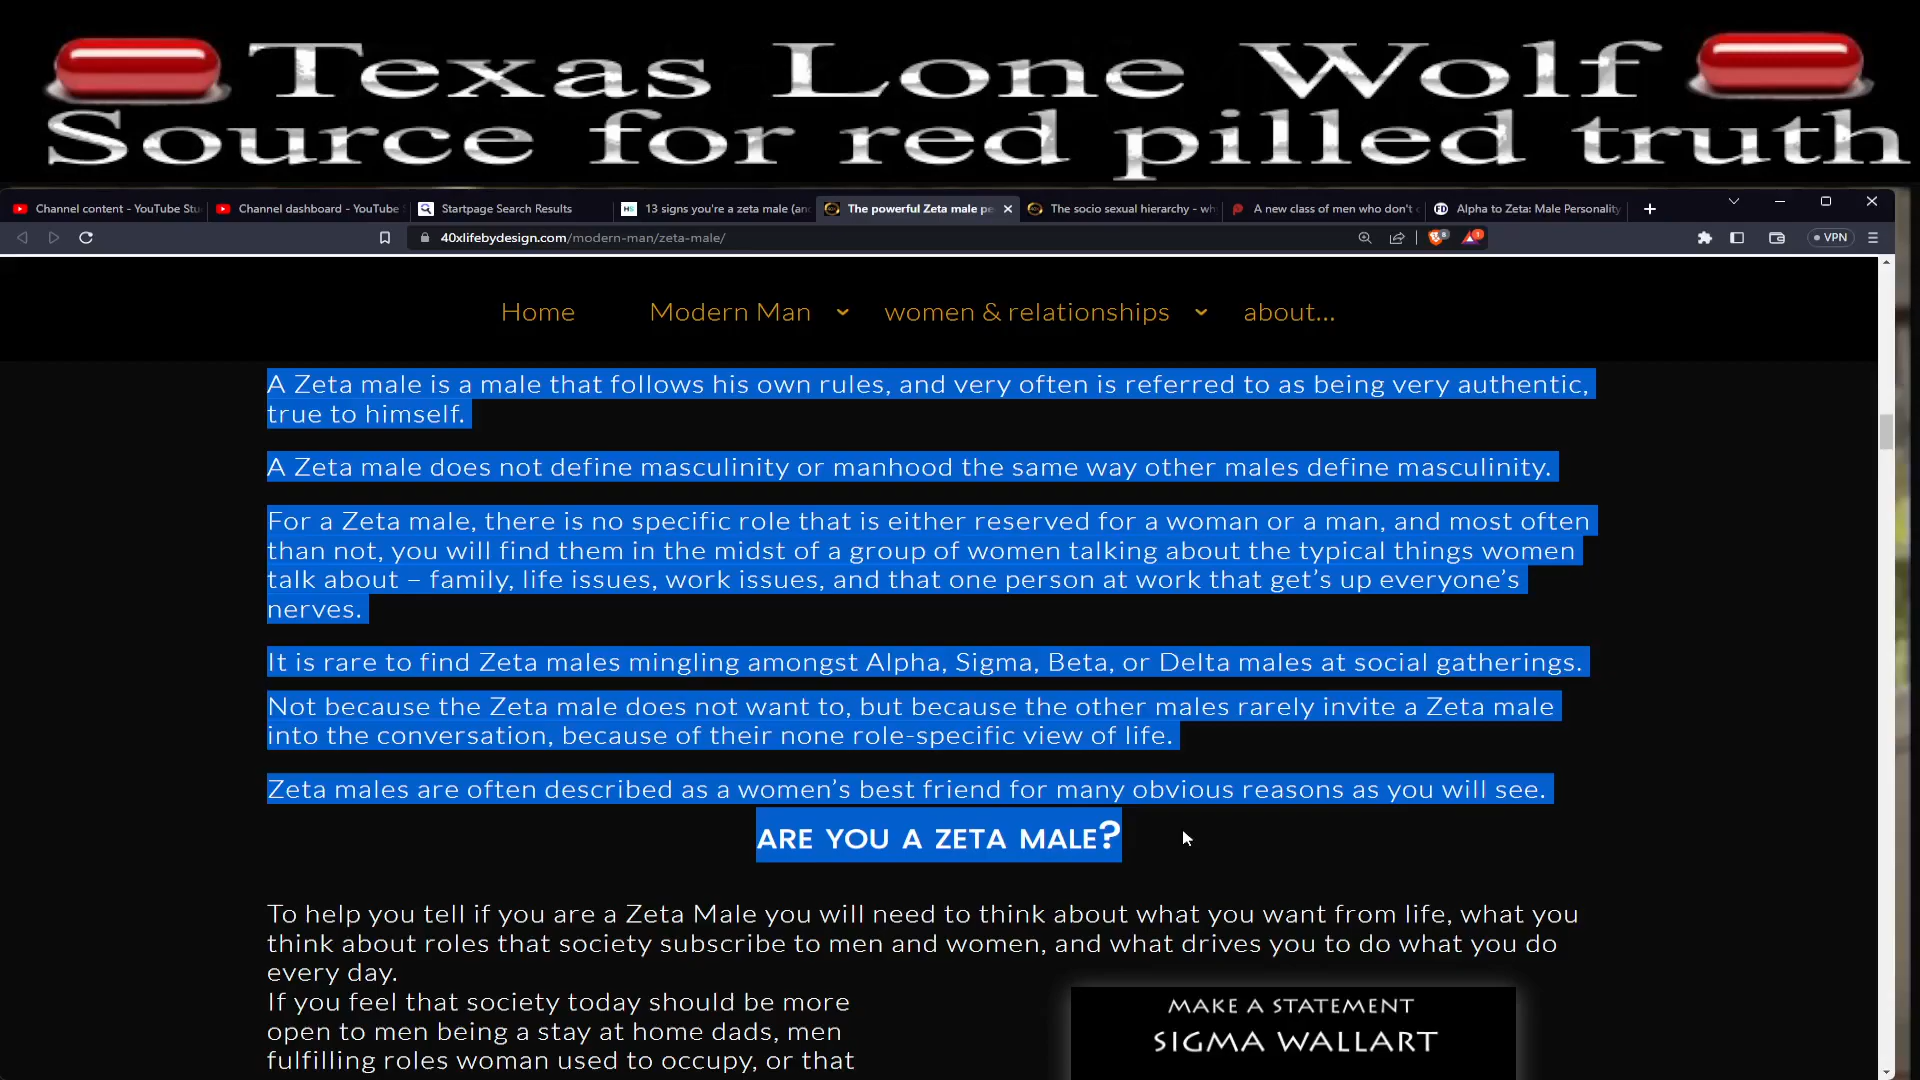 Texas Lone Wolf
Source for red pilled truth
Channel content - YouTube Stu
Channel dashboard - YouTube
Startpage Search Results
13 signs you're a zeta male (an
The powerful Zeta male pe
The socio sexual hierarchy - wh
A new class of men who don't
Alpha to Zeta: Male Personality
40xlifebydesign.com/modern-man/zeta-male/
8
1
VPN
Home
Modern Man
women & relationships
about...
A Zeta male is a male that follows his own rules, and very often is referred to as being very authentic,
true to himself.
A Zeta male does not define masculinity or manhood the same way other males define masculinity.
For a Zeta male, there is no specific role that is either reserved for a woman or a man, and most often
than not, you will find them in the midst of a group of women talking about the typical things women
talk about – family, life issues, work issues, and that one person at work that get’s up everyone’s
nerves.
It is rare to find Zeta males mingling amongst Alpha, Sigma, Beta, or Delta males at social gatherings.
Not because the Zeta male does not want to, but because the other males rarely invite a Zeta male
into the conversation, because of their none role-specific view of life.
Zeta males are often described as a women’s best friend for many obvious reasons as you will see.
ARE YOU A ZETA MALE?
To help you tell if you are a Zeta Male you will need to think about what you want from life, what you
think about roles that society subscribe to men and women, and what drives you to do what you do
every day.
If you feel that society today should be more
open to men being a stay at home dads, men
fulfilling roles woman used to occupy, or that
MAKE A STATEMENT
SIGMA WALLART